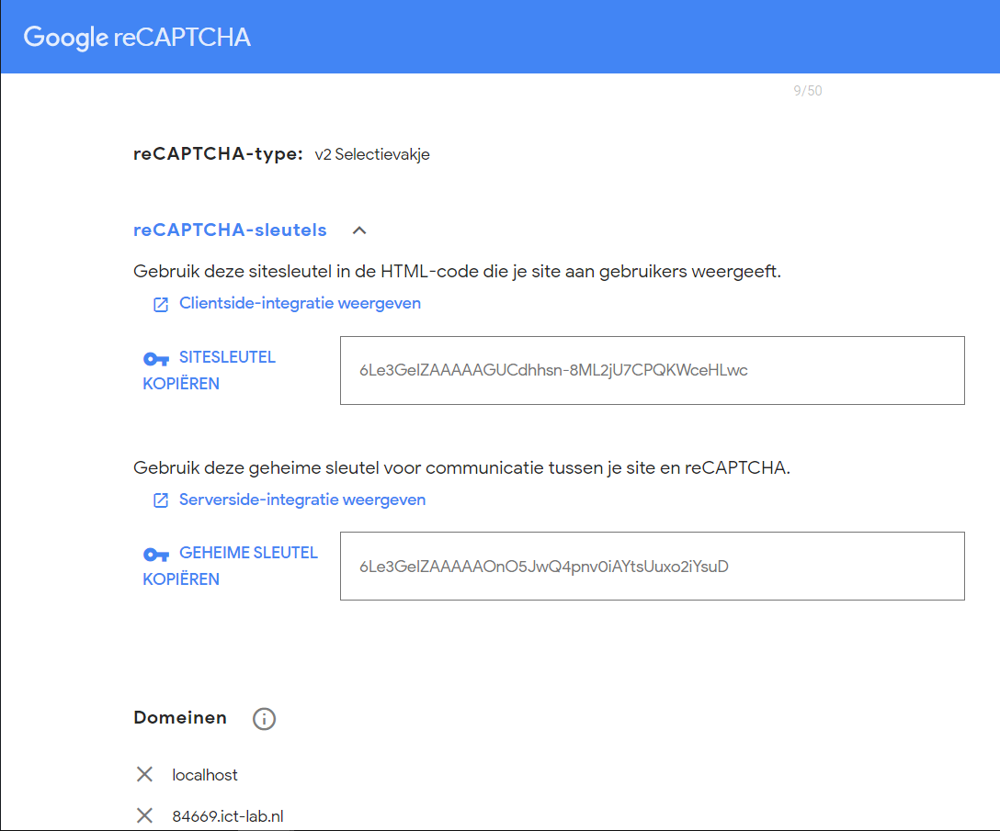 Google reCAPTCHA
9/50
reCAPTCHA-type: v2 Selectievakje
reCAPTCHA-sleutels
Gebruik deze sitesleutel in de HTML-code die je site aan gebruikers weergeeft.
Clientside-integratie weergeven
SITESLEUTEL
KOPIËREN
6Le3GelZAAAAAGUCdhhsn-8ML2jU7CPQKWceHLwc
Gebruik deze geheime sleutel voor communicatie tussen je site en reCAPTCHA.
Serverside-integratie weergeven
GEHEIME SLEUTEL
KOPIËREN
6Le3GelZAAAAAOnO5JwQ4pnv0iAYtsUuxo2iYsuD
Domeinen
localhost
84669.ict-lab.nl